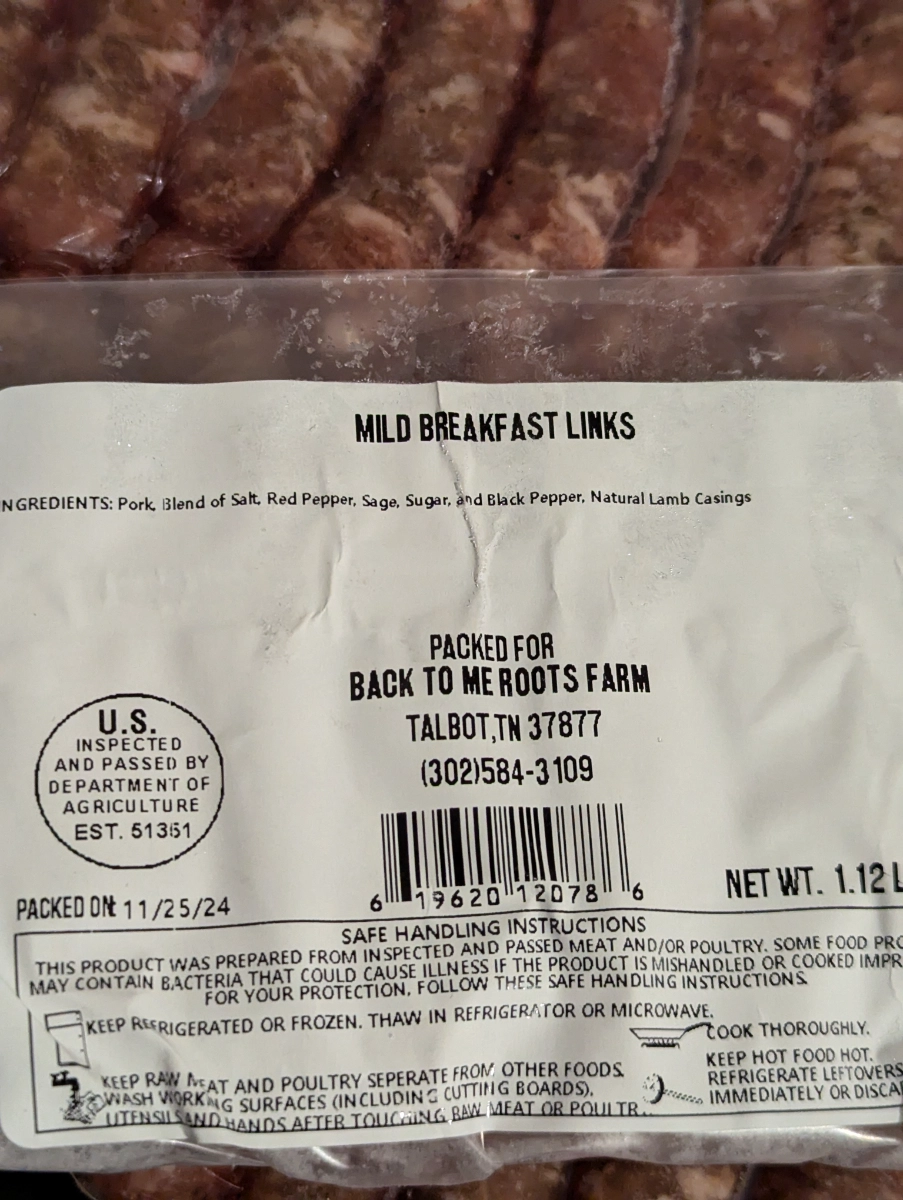 MILD BREAKFAST LINKS
NGREDIENTS: Pork, Blend of Salt, Red Pepper, Sage, Sugar, and Black Pepper, Natural Lamb Casings
PACKED FOR
BACK TO ME ROOTS FARM
TALBOT,TN 37877
(302)584-3109
U.S.
INSPECTED
AND PASSED BY
DEPARTMENT OF
AGRICULTURE
EST. 51361
6 19620 12078 6
NET WT. 1.12 L
PACKED ON: 11/25/24
SAFE HANDLING INSTRUCTIONS
THIS PRODUCT WAS PREPARED FROM INSPECTED AND PASSED MEAT AND/OR POULTRY. SOME FOOD PRO
MAY CONTAIN BACTERIA THAT COULD CAUSE ILLNESS IF THE PRODUCT IS MISHANDLED OR COOKED IMPR
FOR YOUR PROTECTION, FOLLOW THESE SAFE HANDLING INSTRUCTIONS.
KEEP REFRIGERATED OR FROZEN. THAW IN REFRIGERATOR OR MICROWAVE.
COOK THOROUGHLY.
KEEP RAW MEAT AND POULTRY SEPERATE FROM OTHER FOODS.
WASH WORKING SURFACES (INCLUDING CUTTING BOARDS),
UTENSILS AND HANDS AFTER TOUCHING RAW MEAT OR POULTR
KEEP HOT FOOD HOT.
REFRIGERATE LEFTOVERS
IMMEDIATELY OR DISCA